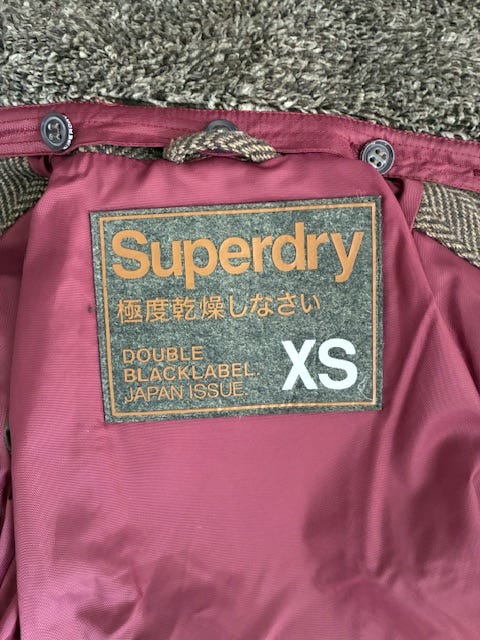 Superdry
極度乾燥しなさい
DOUBLE
BLACKLABEL.
JAPAN ISSUE.
XS